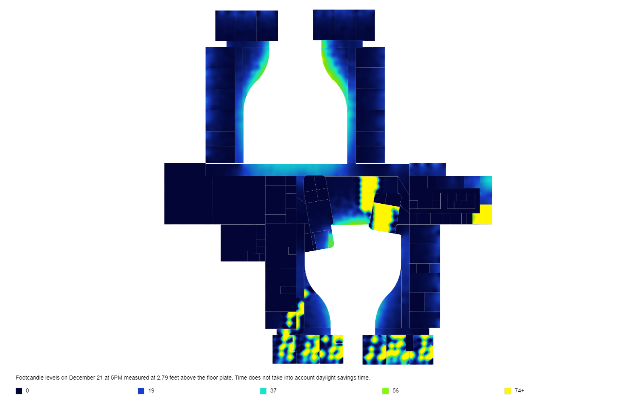 Footcandle levels on December 21 at 5PM measured at 2.79 feet above the floor plate. Time does not take into account daylight savings time.
0 19 37 56 74+